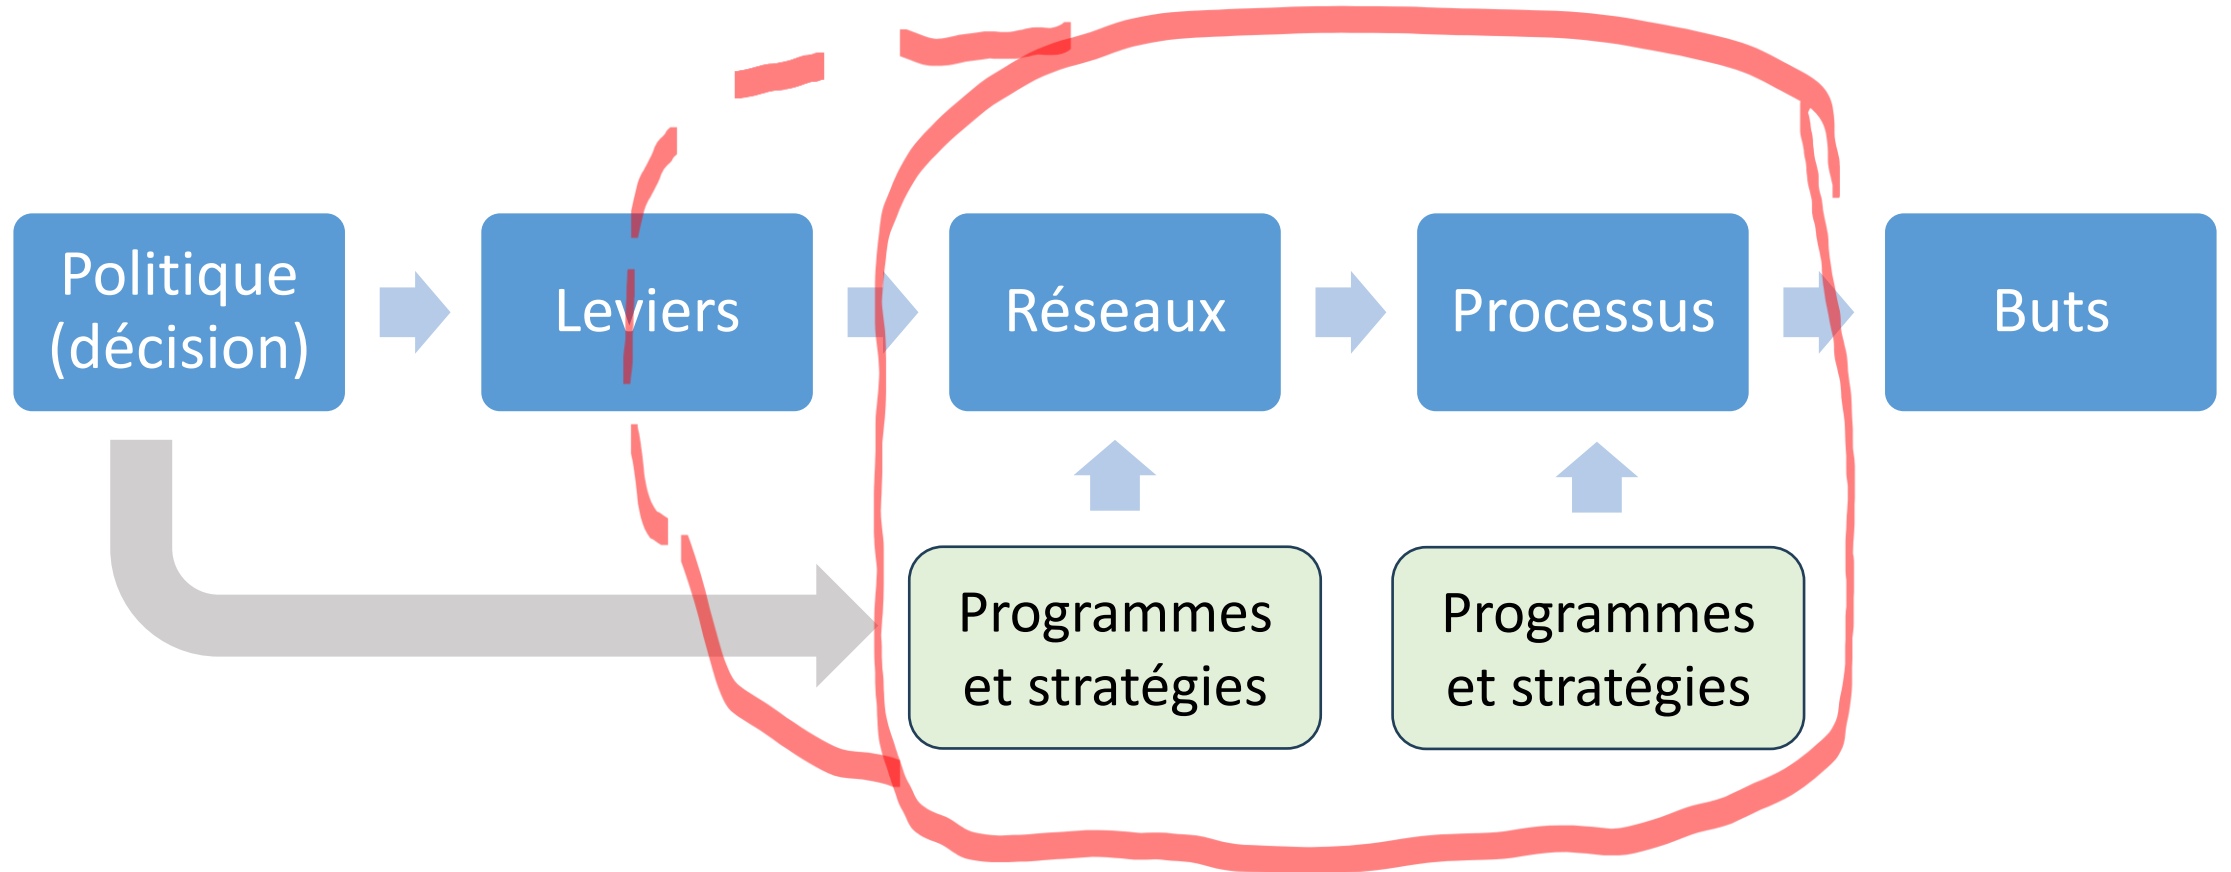 Politique
(décision)
Leviers
Réseaux
Processus
Buts
Programmes
et stratégies
Programmes
et stratégies